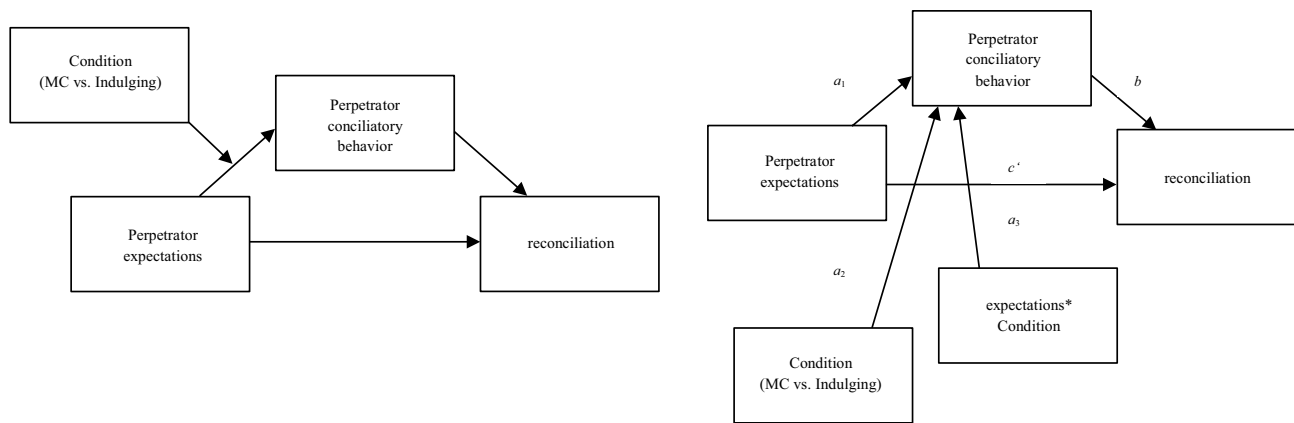 Condition
(MC vs. Indulging)
Perpetrator
conciliatory
behavior
Perpetrator
expectations
reconciliation
Perpetrator
conciliatory
behavior
a1
b
Perpetrator
expectations
c‘
reconciliation
a3
a2
expectations*
Condition
Condition
(MC vs. Indulging)